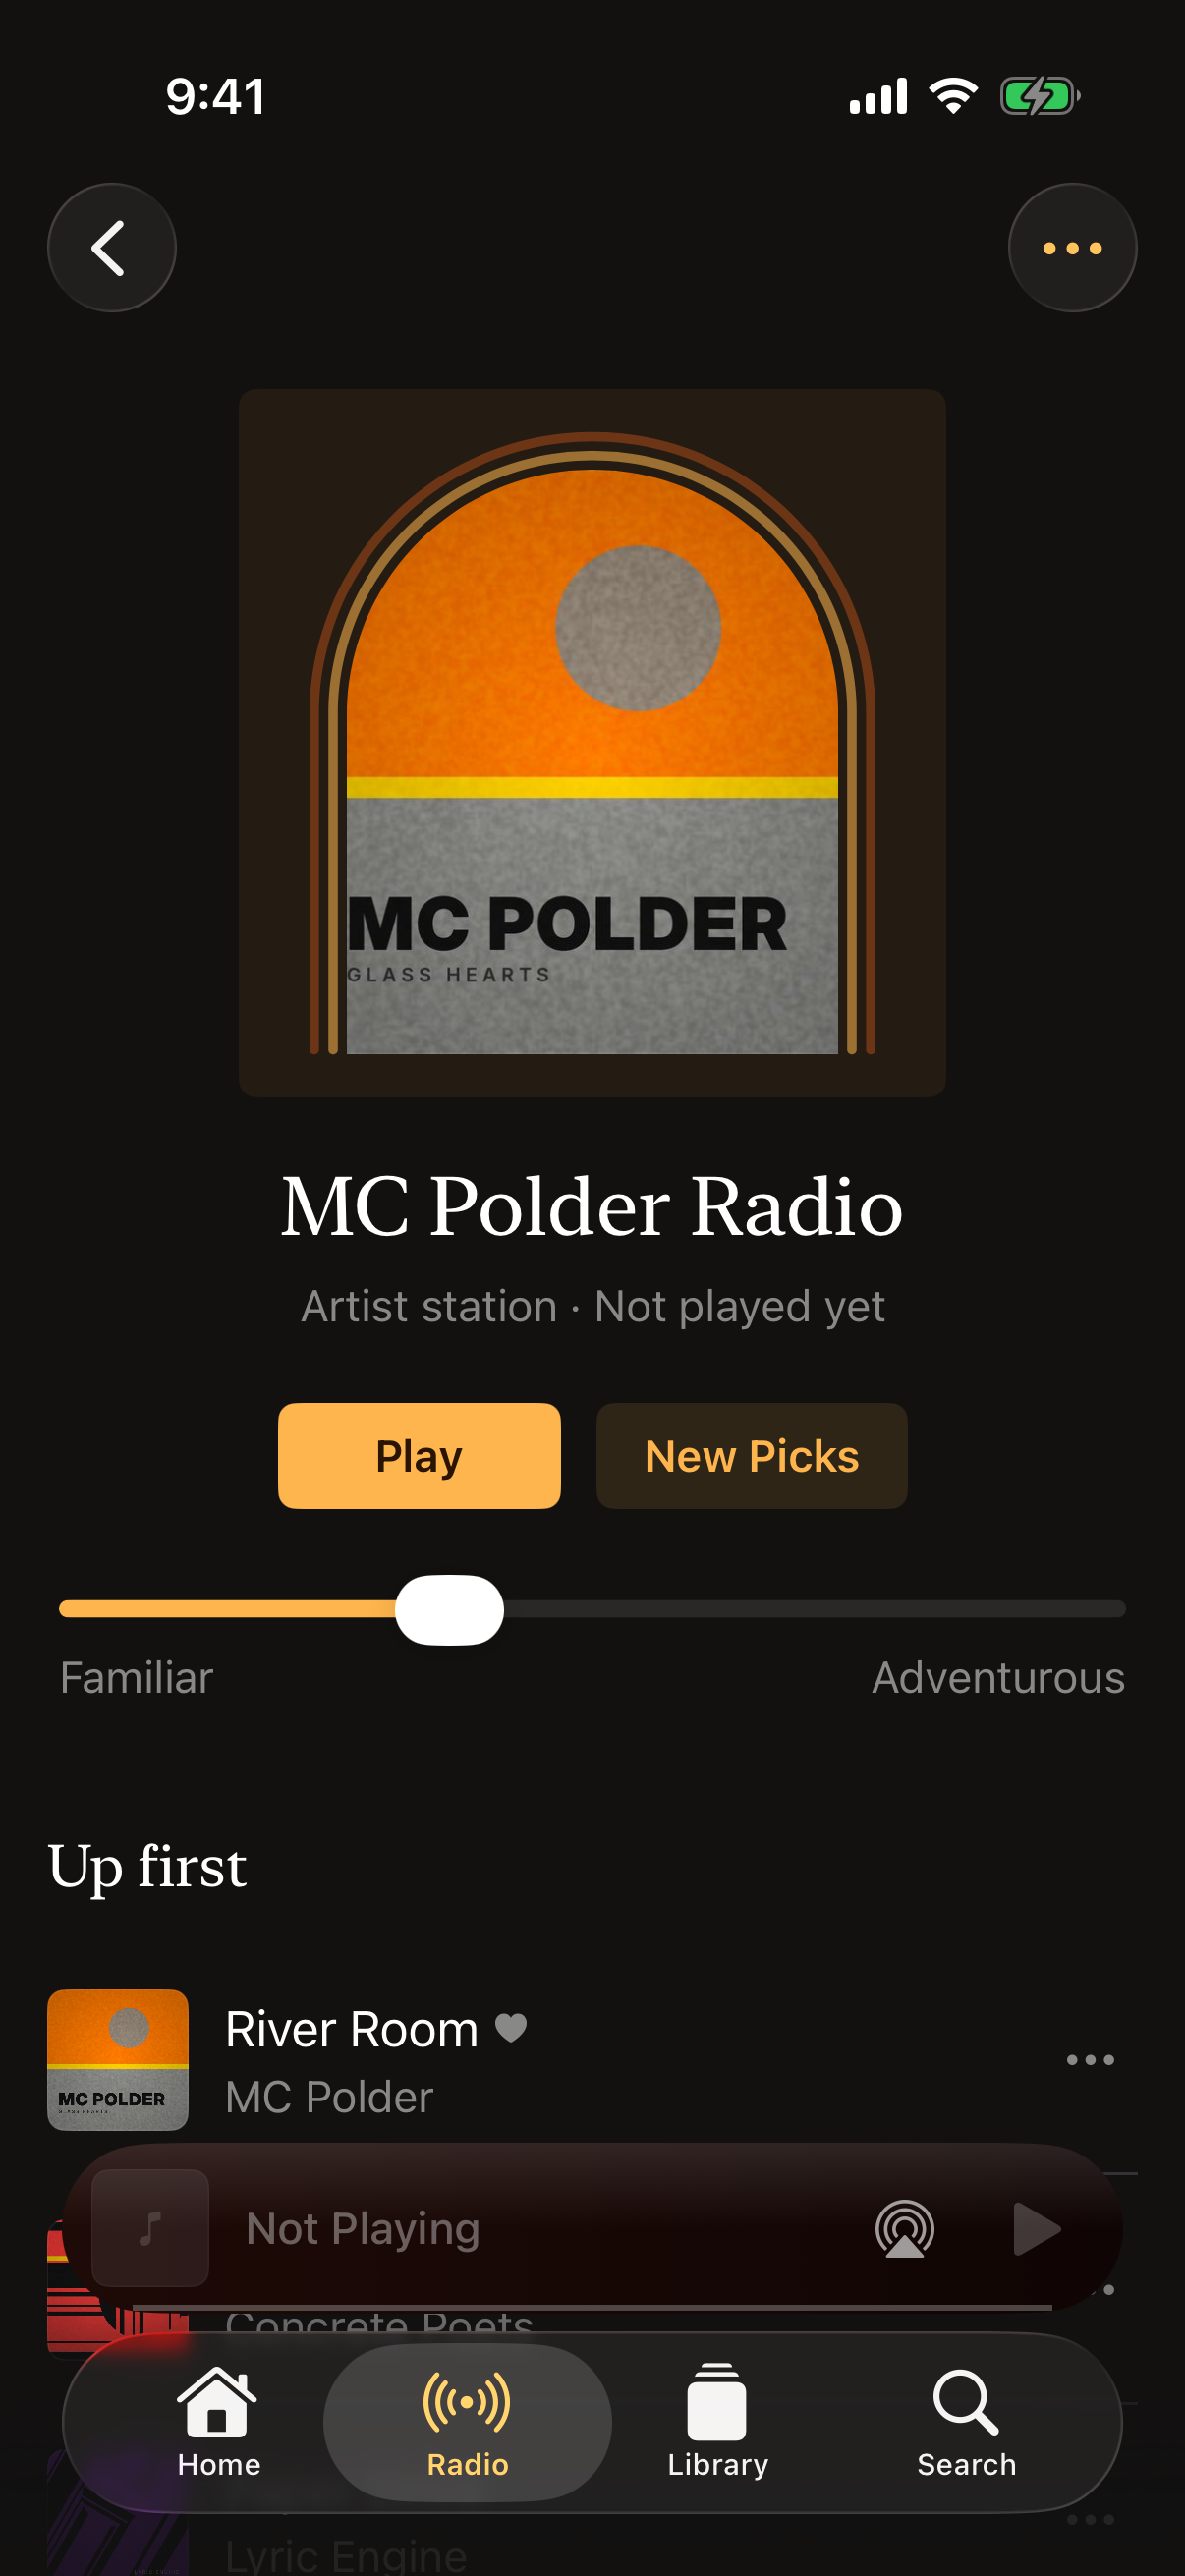 9:41
MC POLDER
GLASS HEARTS
MC Polder Radio
Artist station · Not played yet
Play
New Picks
Familiar
Adventurous
Up first
River Room
MC POLDER
MC Polder
Not Playing
Concrete Poets
Home
Radio
Library
Search
Lyric Engine